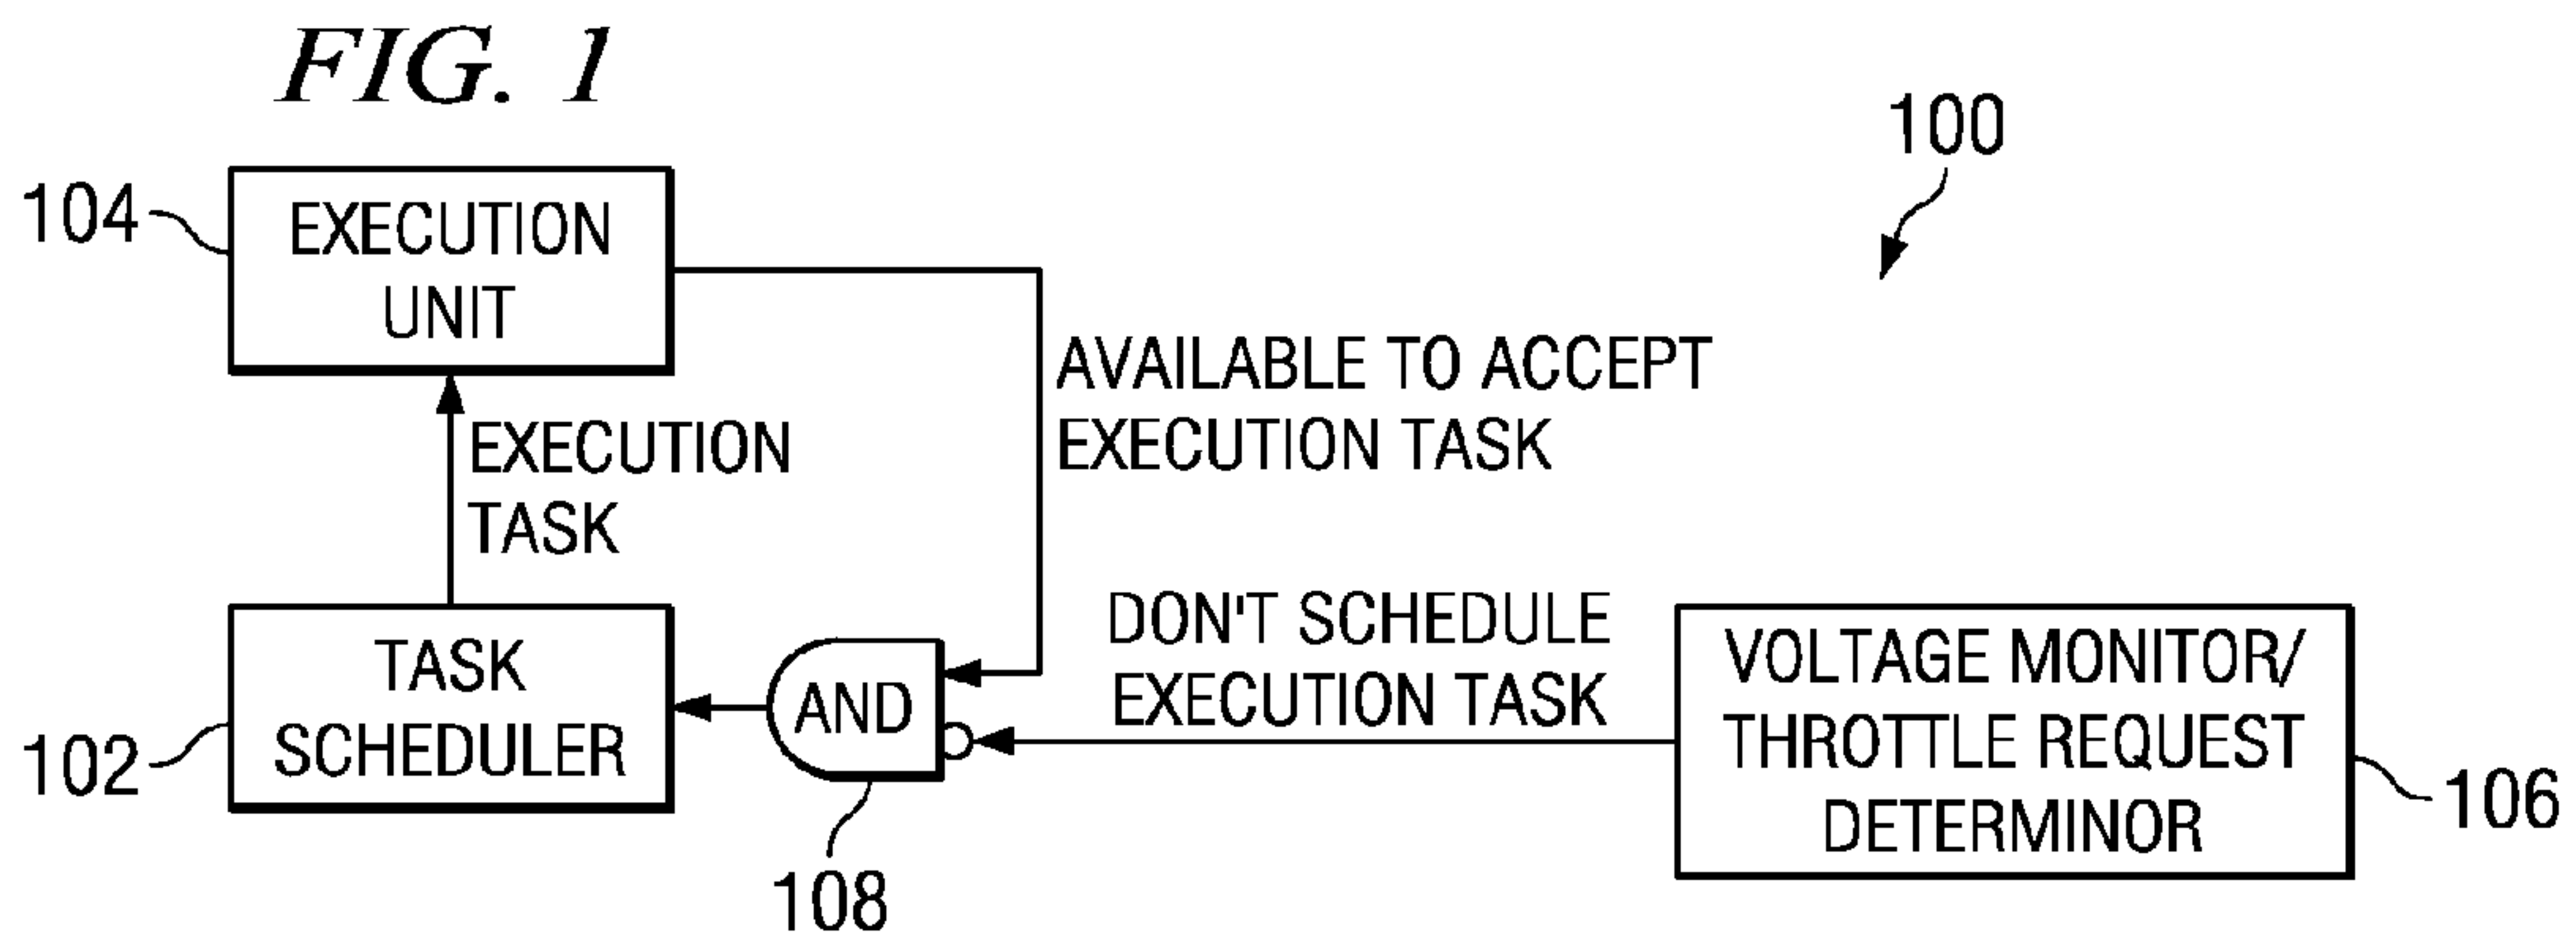 FIG. 1
100
104
EXECUTION
UNIT
AVAILABLE TO ACCEPT
EXECUTION TASK
EXECUTION
TASK
DON'T SCHEDULE
EXECUTION TASK
TASK
SCHEDULER
102
AND
108
VOLTAGE MONITOR/
THROTTLE REQUEST
DETERMINOR
106